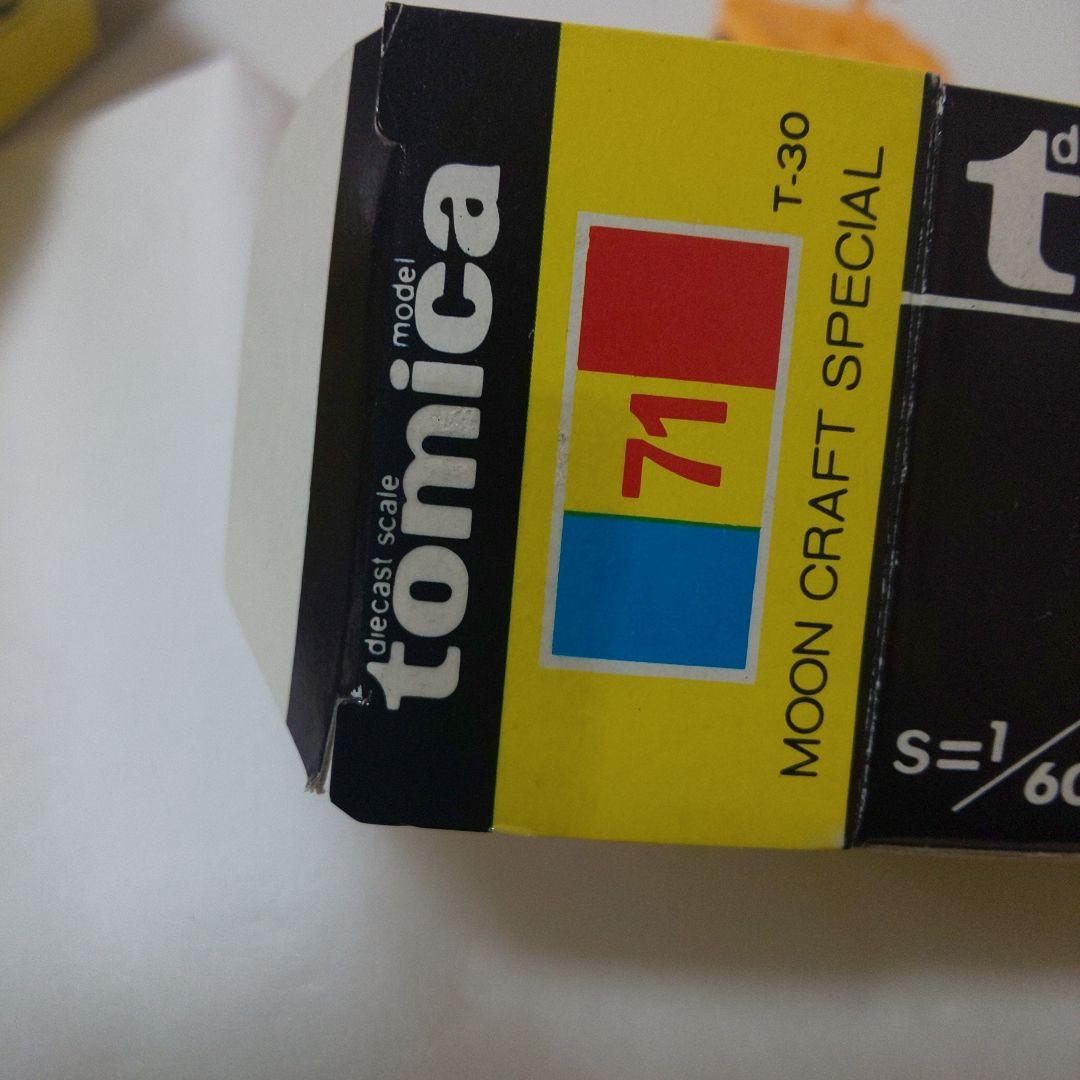 diecast scale model
tomica
71
T-30
MOON CRAFT SPECIAL
d
t
S=1/60